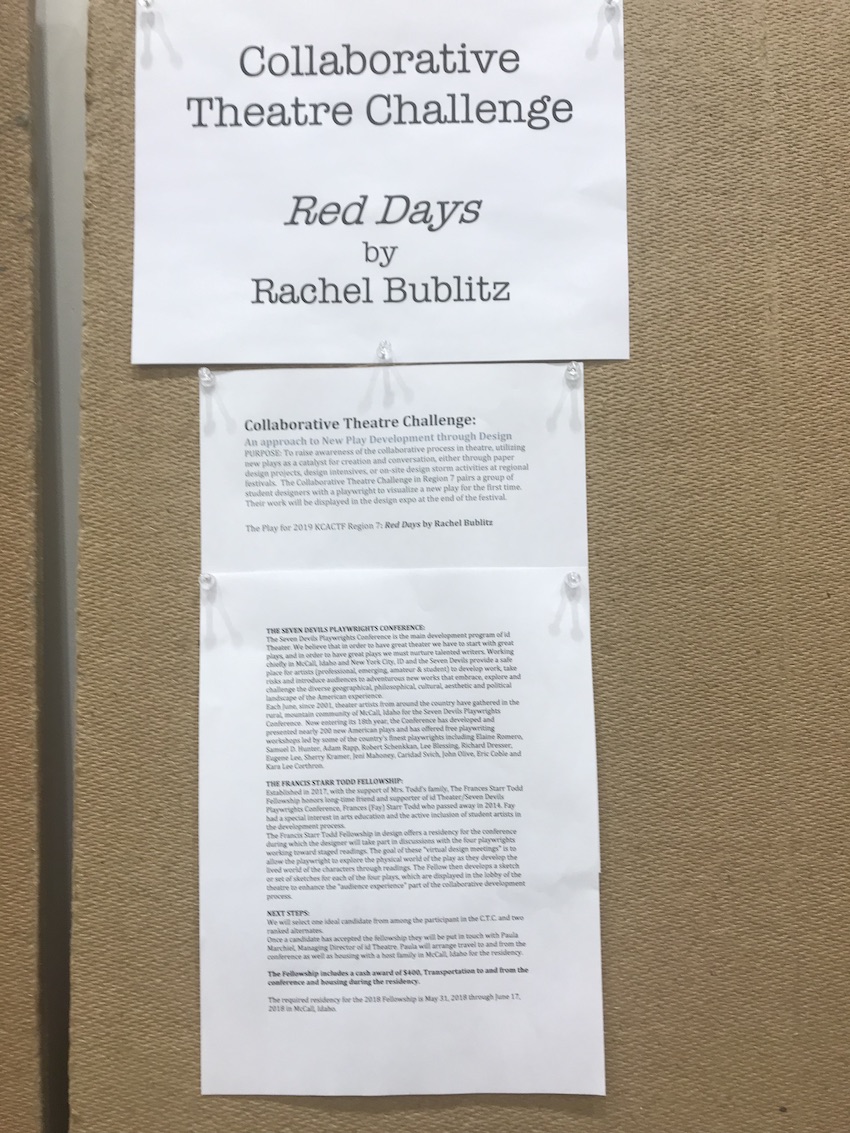 Collaborative
Theatre Challenge
Red Days
by
Rachel Bublitz
Collaborative Theatre Challenge:
An approach to New Play Development through Design
PURPOSE: To raise awareness of the collaborative process in theatre, utilizing
new plays as a catalyst for creation and conversation, either through paper
design projects, design intensives, or on-site design storm activities at regional
festivals. The Collaborative Theatre Challenge in Region 7 pairs a group of
student designers with a playwright to visualize a new play for the first time.
Their work will be displayed in the design expo at the end of the festival.
The Play for 2019 KCACTF Region 7: Red Days by Rachel Bublitz
THE SEVEN DEVILS PLAYWRIGHTS CONFERENCE:
The Seven Devils Playwrights Conference is the main development program of id
Theater. We believe that in order to have great theater we have to start with great
plays, and in order to have great plays we must nurture talented writers. Working
chiefly in McCall, Idaho and New York City, ID and the Seven Devils provide a safe
place for artists (professional, emerging, amateur & student) to develop work, take
risks and introduce audiences to adventurous new works that embrace, explore and
challenge the diverse geographical, philosophical, cultural, aesthetic and political
landscape of the American experience.
Each June, since 2001, theater artists from around the country have gathered in the
rural, mountain community of McCall, Idaho for the Seven Devils Playwrights
Conference. Now entering its 18th year, the Conference has developed and
presented nearly 200 new American plays and has offered free playwriting
workshops led by some of the country's finest playwrights including Elaine Romero,
Samuel D. Hunter, Adam Rapp, Robert Schenkkan, Lee Blessing, Richard Dresser,
Eugene Lee, Sherry Kramer, Jeni Mahoney, Caridad Svich, John Olive, Eric Coble and
Kara Lee Corthron.
THE FRANCIS STARR TODD FELLOWSHIP:
Established in 2017, with the support of Mrs. Todd's family, The Frances Starr Todd
Fellowship honors long-time friend and supporter of id Theater/Seven Devils
Playwrights Conference, Frances (Fay) Starr Todd who passed away in 2014. Fay
had a special interest in arts education and the active inclusion of student artists in
the development process.
The Francis Starr Todd Fellowship in design offers a residency for the conference
during which the designer will take part in discussions with the four playwrights
working toward staged readings. The goal of these "virtual design meetings" is to
allow the playwright to explore the physical world of the play as they develop the
lived world of the characters through readings. The Fellow then develops a sketch
or set of sketches for each of the four plays, which are displayed in the lobby of the
theatre to enhance the "audience experience" part of the collaborative development
process.
NEXT STEPS:
We will select one ideal candidate from among the participant in the C.T.C. and two
ranked alternates.
Once a candidate has accepted the fellowship they will be put in touch with Paula
Marchiel, Managing Director of id Theatre. Paula will arrange travel to and from the
conference as well as housing with a host family in McCall, Idaho for the residency.
The Fellowship includes a cash award of $400, Transportation to and from the
conference and housing during the residency.
The required residency for the 2018 Fellowship is May 31, 2018 through June 17,
2018 in McCall, Idaho.